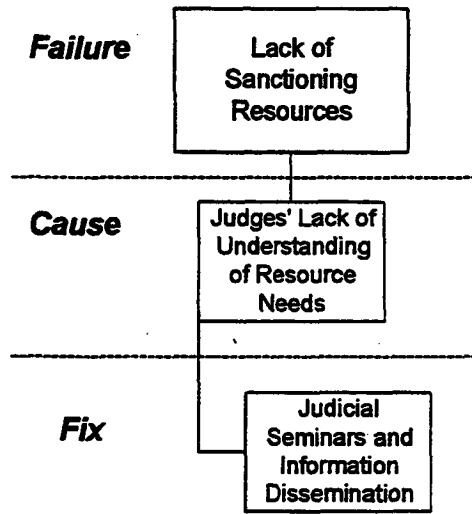 Failure
Lack of
Sanctioning
Resources
Cause
Judges' Lack of
Understanding
of Resource
Needs
Fix
Judicial
Seminars and
Information
Dissemination